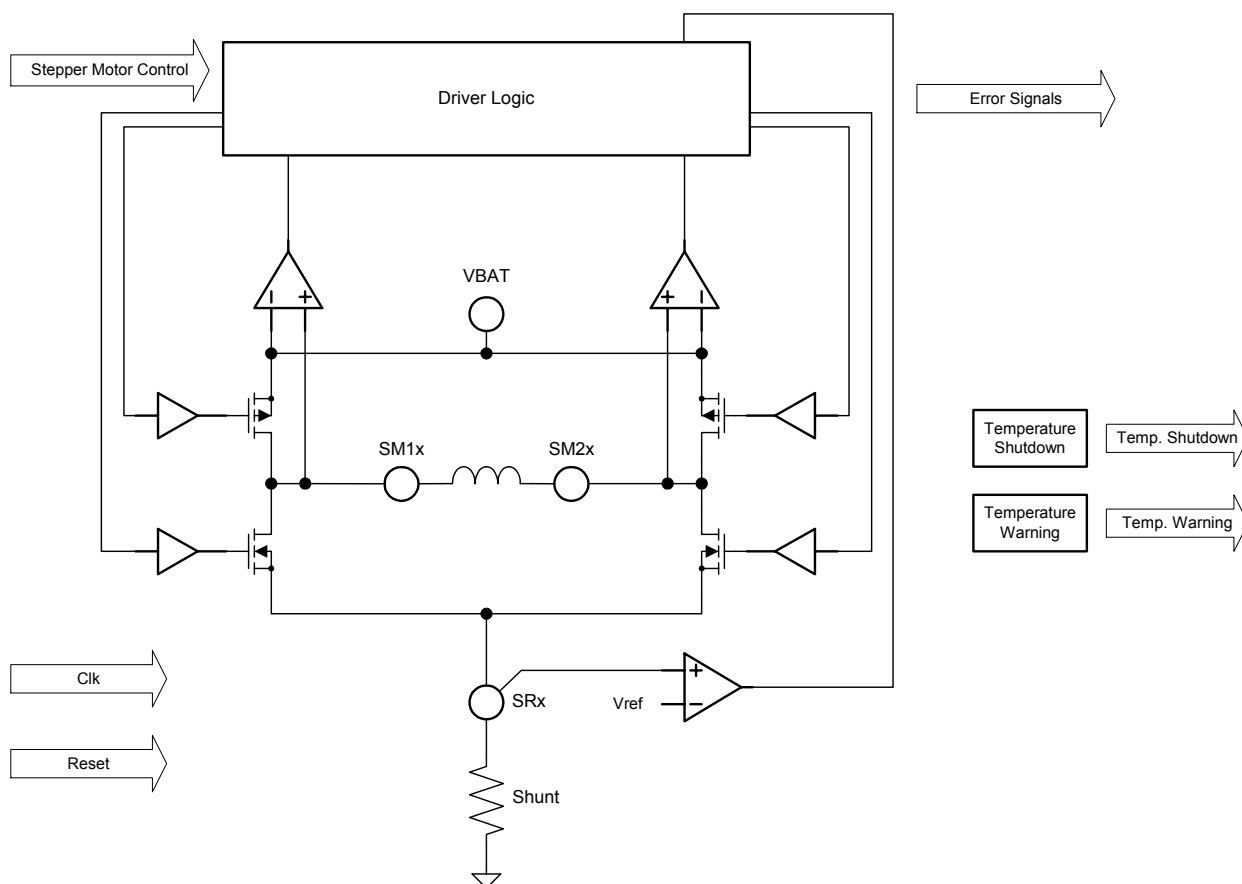 Stepper Motor Control
Driver Logic
Error Signals
VBAT
− +
+ −
SM1x
SM2x
Temperature
Shutdown
Temp. Shutdown
Temperature
Warning
Temp. Warning
Clk
SRx
+
Vref
−
Reset
Shunt